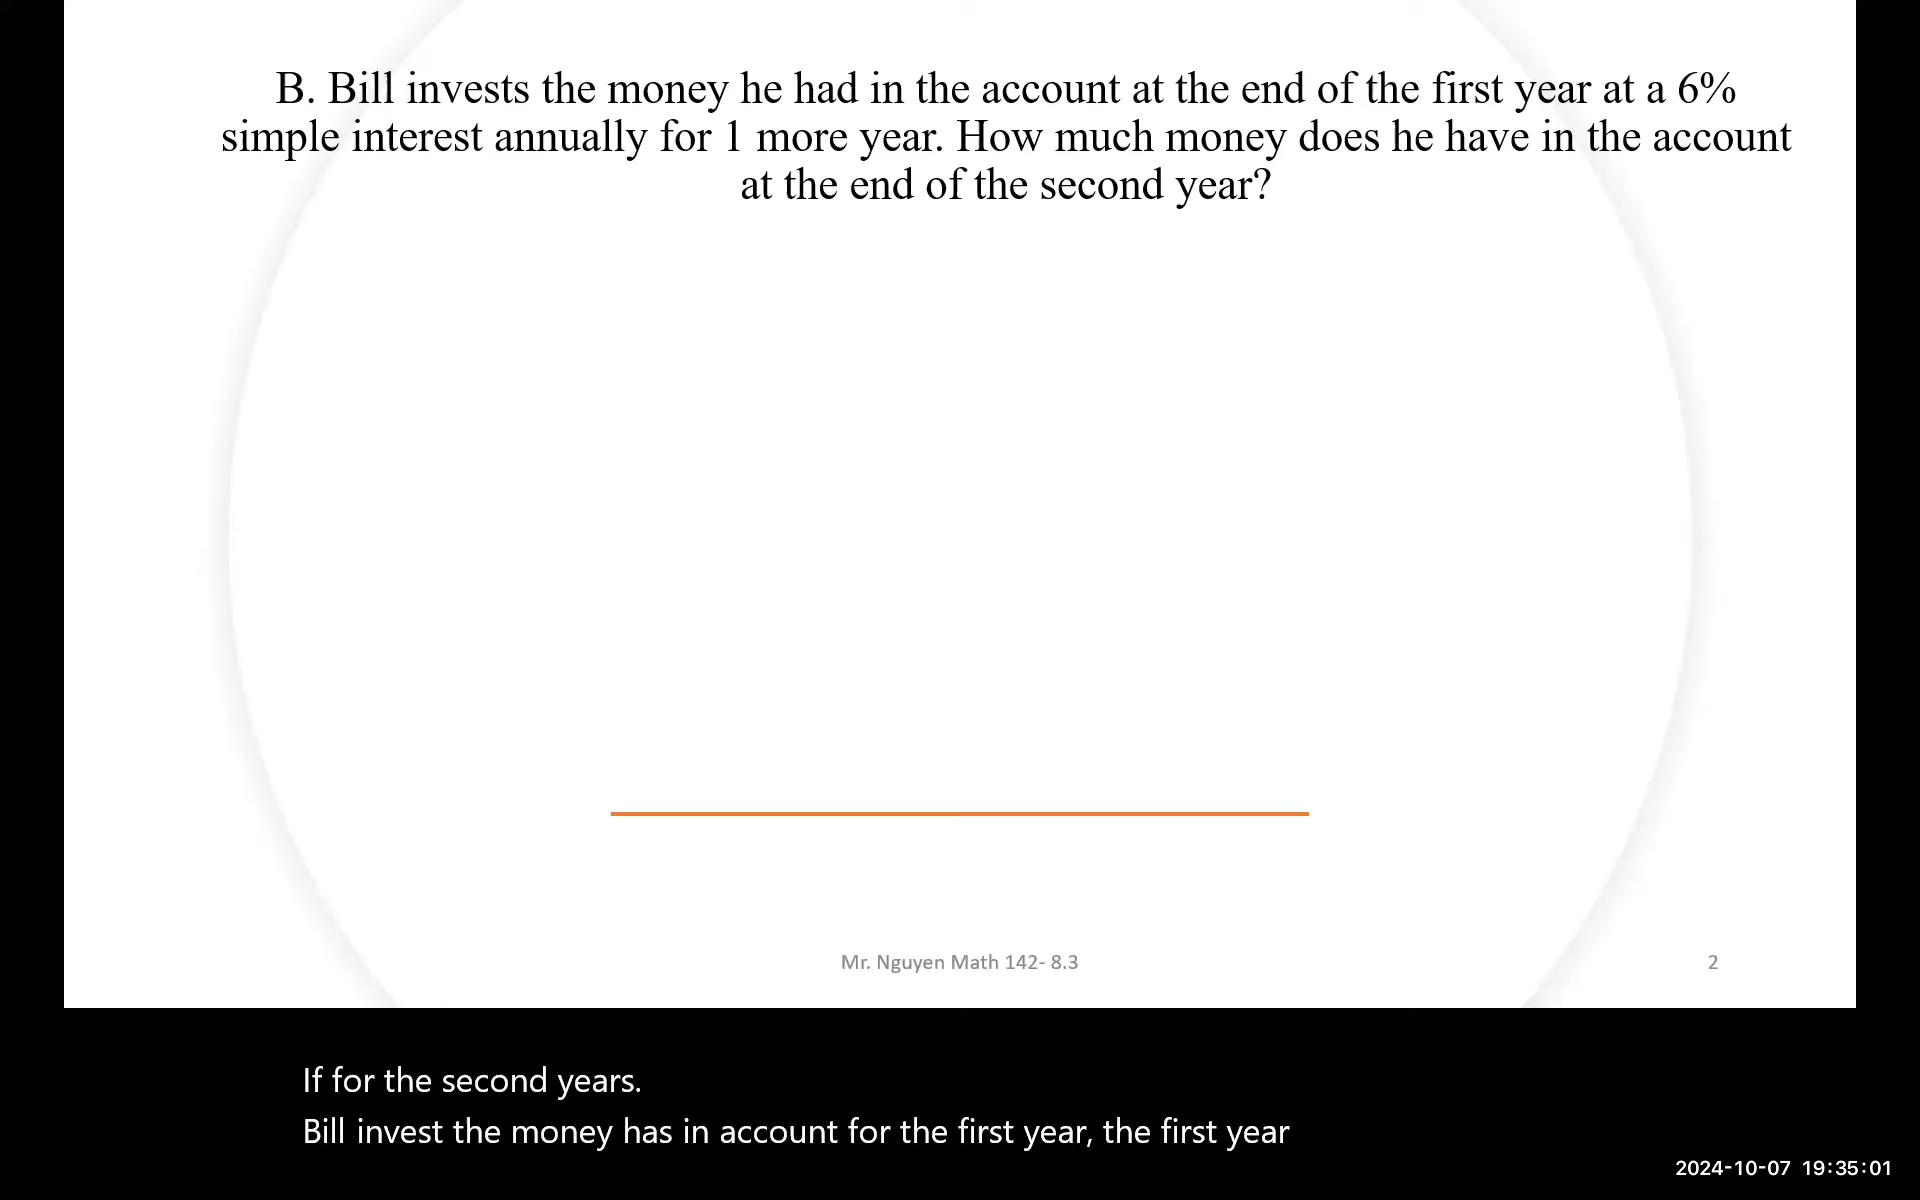 B. Bill invests the money he had in the account at the end of the first year at a 6%
simple interest annually for 1 more year. How much money does he have in the account
at the end of the second year?
Mr. Nguyen Math 142- 8.3
2
If for the second years.
Bill invest the money has in account for the first year, the first year
2024-10-07 19:35:01